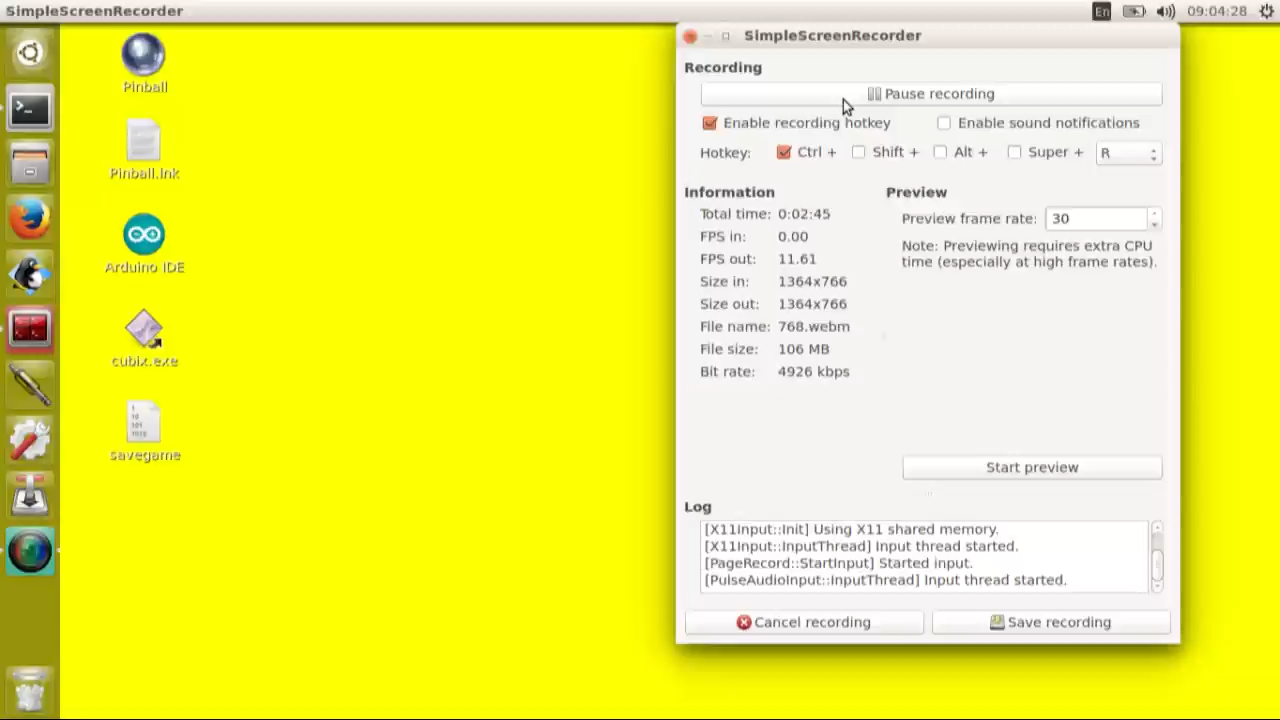 SimpleScreenRecorder
En
09:04:28
Pinball
Pinball.lnk
Arduino IDE
cubix.exe
1
10
101
1010
savegame
SimpleScreenRecorder
Recording
Pause recording
Enable recording hotkey
Enable sound notifications
Hotkey: Ctrl + Shift + Alt + Super + R
Information
Total time: 0:02:45
FPS in: 0.00
FPS out: 11.61
Size in: 1364x766
Size out: 1364x766
File name: 768.webm
File size: 106 MB
Bit rate: 4926 kbps
Preview
Preview frame rate: 30
Note: Previewing requires extra CPU
time (especially at high frame rates).
Start preview
Log
[X11Input::Init] Using X11 shared memory.
[X11Input::InputThread] Input thread started.
[PageRecord::StartInput] Started input.
[PulseAudioInput::InputThread] Input thread started.
Cancel recording
Save recording